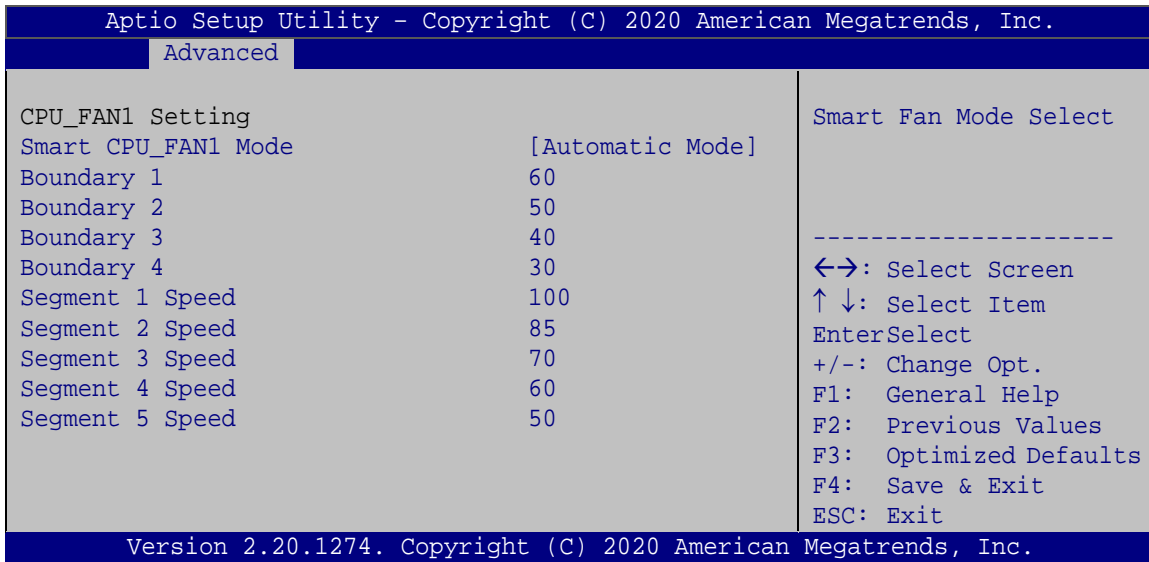 Aptio Setup Utility – Copyright (C) 2020 American Megatrends, Inc.
Advanced
CPU_FAN1 Setting
Smart CPU_FAN1 Mode [Automatic Mode]
Boundary 1 60
Boundary 2 50
Boundary 3 40
Boundary 4 30
Segment 1 Speed 100
Segment 2 Speed 85
Segment 3 Speed 70
Segment 4 Speed 60
Segment 5 Speed 50
Smart Fan Mode Select
---------------------
←→: Select Screen
↑ ↓: Select Item
EnterSelect
+/-: Change Opt.
F1: General Help
F2: Previous Values
F3: Optimized Defaults
F4: Save & Exit
ESC: Exit
Version 2.20.1274. Copyright (C) 2020 American Megatrends, Inc.